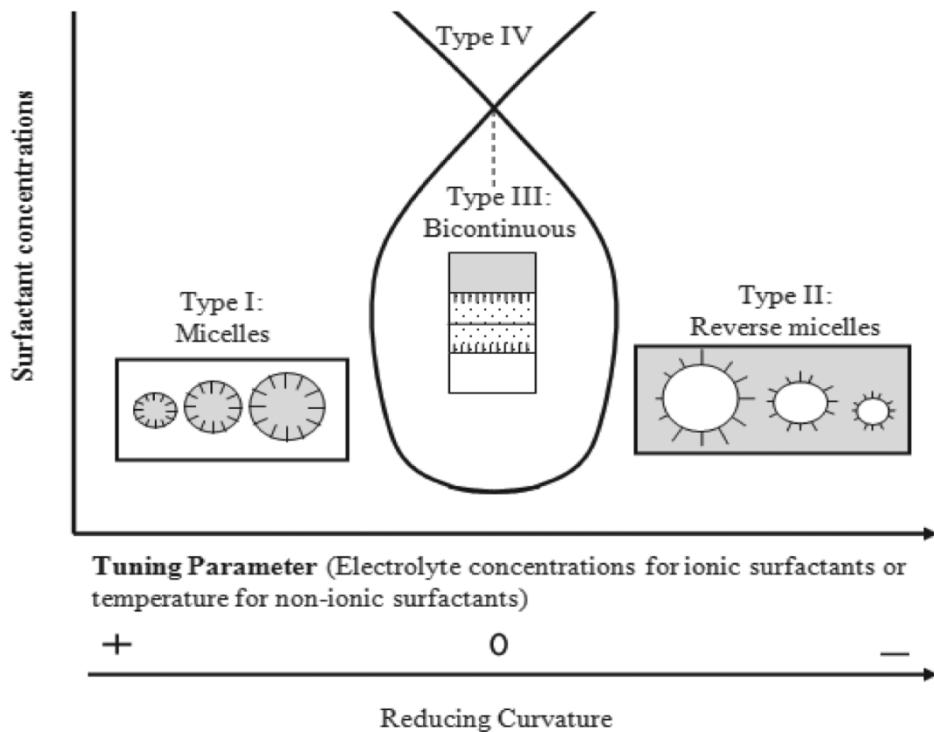 Type IV
Surfactant concentrations
Type III:
Bicontinuous
Type I:
Micelles
Type II:
Reverse micelles
Tuning Parameter (Electrolyte concentrations for ionic surfactants or
temperature for non-ionic surfactants)
+ 0 —
Reducing Curvature